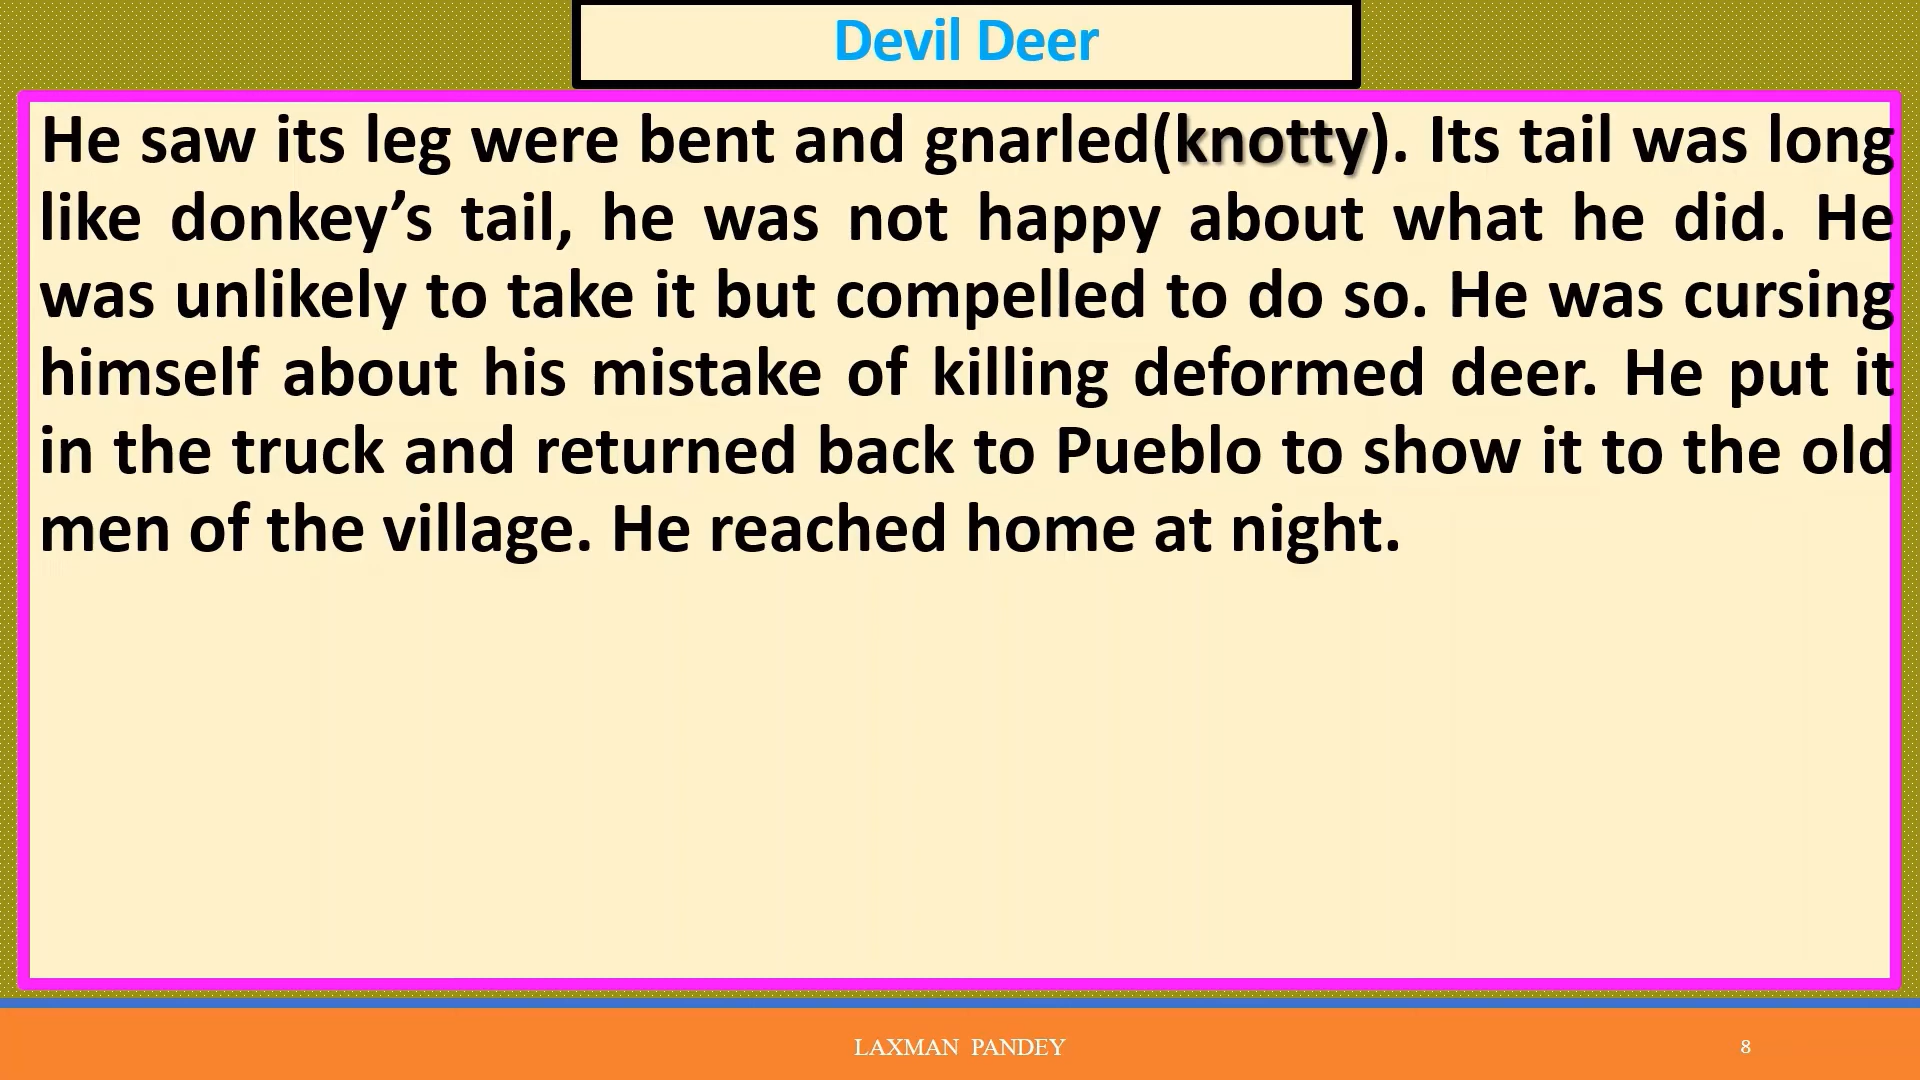 Devil Deer
He saw its leg were bent and gnarled(knotty). Its tail was long
like donkey’s tail, he was not happy about what he did. He
was unlikely to take it but compelled to do so. He was cursing
himself about his mistake of killing deformed deer. He put it
in the truck and returned back to Pueblo to show it to the old
men of the village. He reached home at night.
LAXMAN PANDEY
8